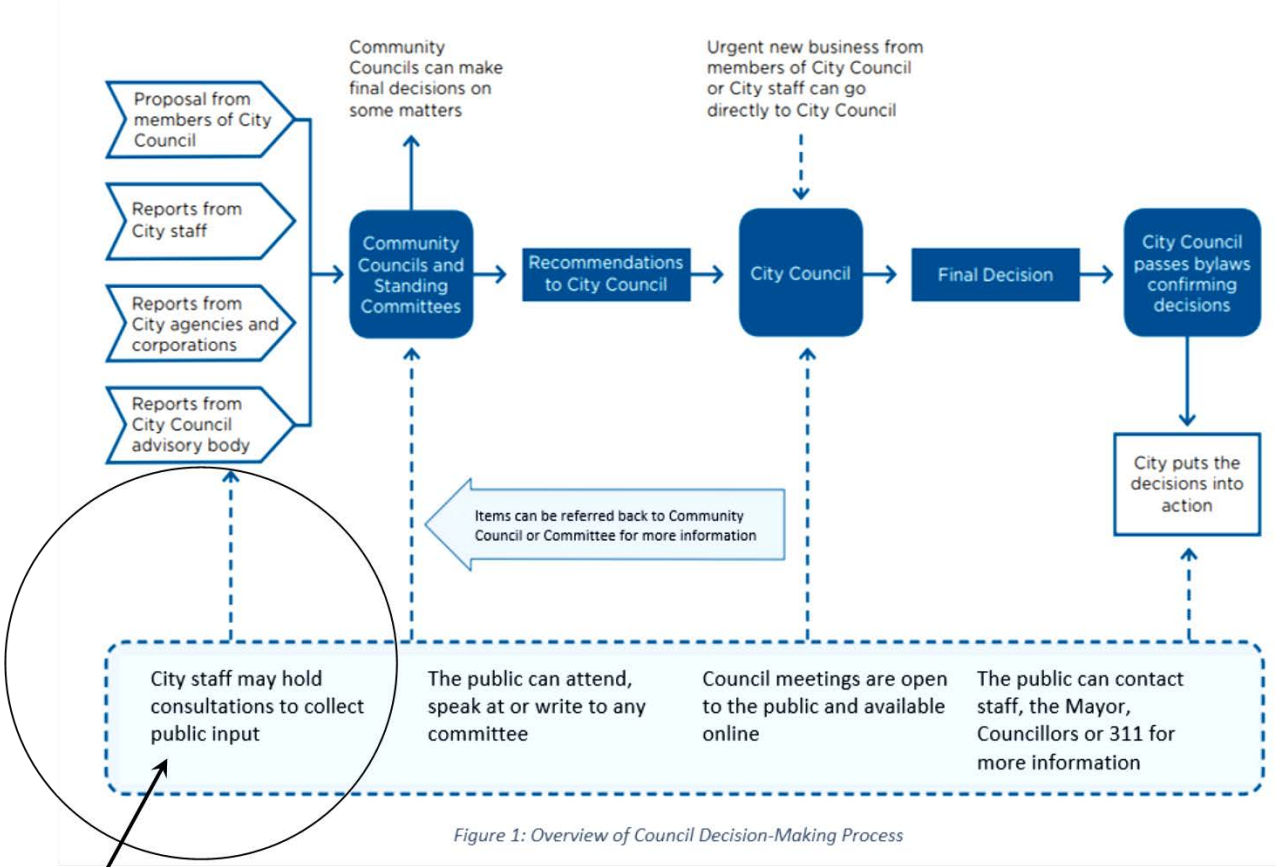 Community
Councils can make
final decisions on
some matters
Urgent new business from
members of City Council
or City staff can go
directly to City Council
Proposal from
members of City
Council
Reports from
City staff
Reports from
City agencies and
corporations
Reports from
City Council
advisory body
Community
Councils and
Standing
Committees
Recommendations
to City Council
City Council
Final Decision
City Council
passes bylaws
confirming
decisions
City puts the
decisions into
action
Items can be referred back to Community
Council or Committee for more information
City staff may hold
consultations to collect
public input
The public can attend,
speak at or write to any
committee
Council meetings are open
to the public and available
online
The public can contact
staff, the Mayor,
Councillors or 311 for
more information
Figure 1: Overview of Council Decision-Making Process